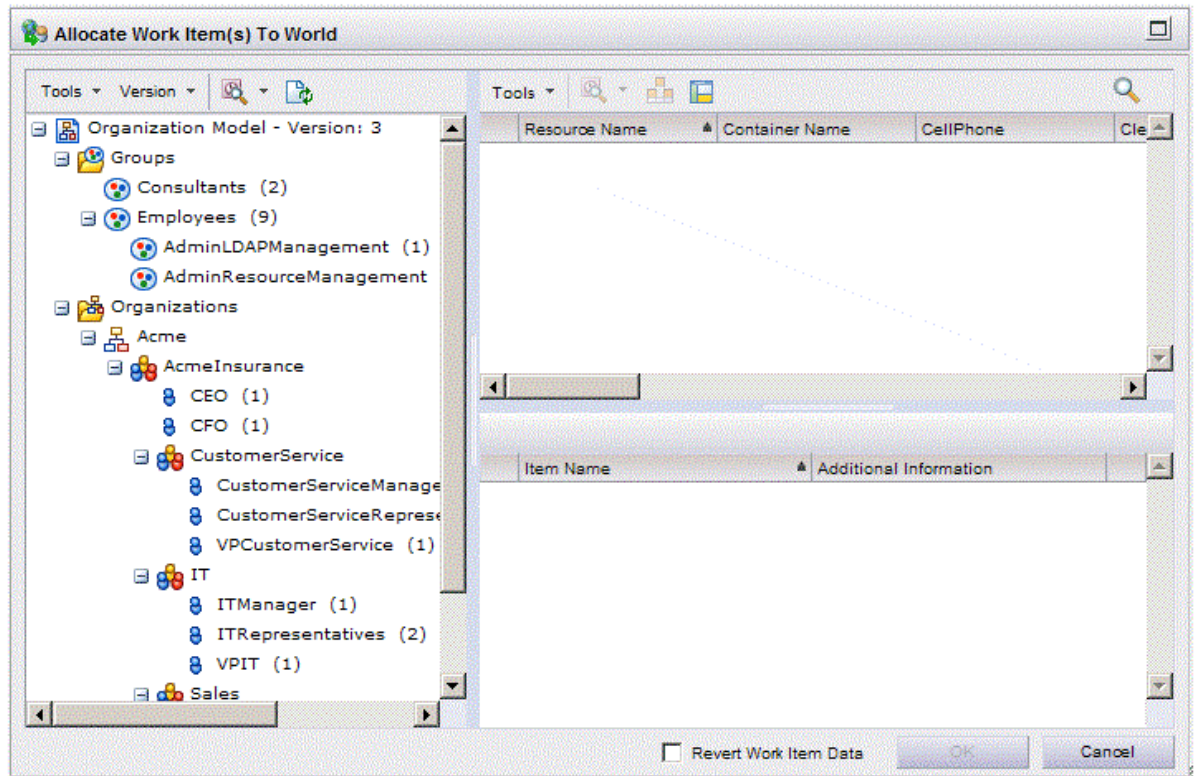 Allocate Work Item(s) To World
Tools Version
Organization Model - Version: 3
Groups
Consultants (2)
Employees (9)
AdminLDAPManagement (1)
AdminResourceManagement
Organizations
Acme
AcmeInsurance
CEO (1)
CFO (1)
CustomerService
CustomerServiceManage
CustomerServiceReprese
VPCustomerService (1)
IT
ITManager (1)
ITRepresentatives (2)
VPIT (1)
Sales
Tools
Resource Name Container Name CellPhone Cle
Item Name Additional Information
Revert Work Item Data OK Cancel